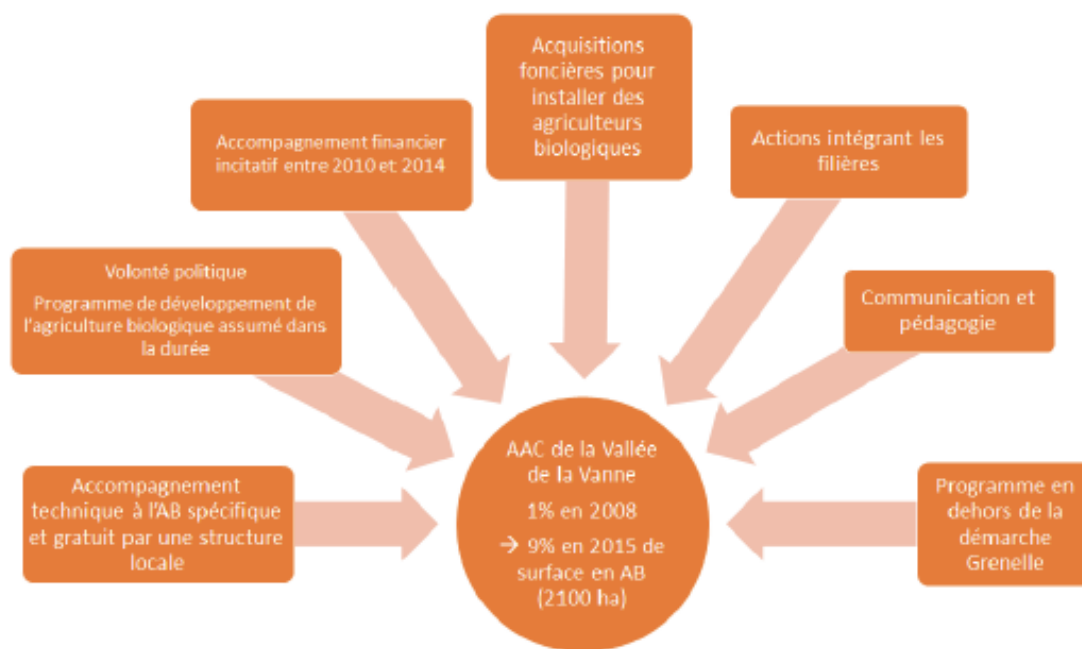 Acquisitions
foncières pour
installer des
agriculteurs
biologiques
Accompagnement financier
incitatif entre 2010 et 2014
Actions intégrant les
filières
Volonté politique
Programme de développement de
l'agriculture biologique assumé dans
la durée
Communication et
pédagogie
Accompagnement
technique à l'AB spécifique
et gratuit par une structure
locale
AAC de la Vallée
de la Vanne
1% en 2008
→ 9% en 2015 de
surface en AB
(2100 ha)
Programme en
dehors de la
démarche
Grenelle